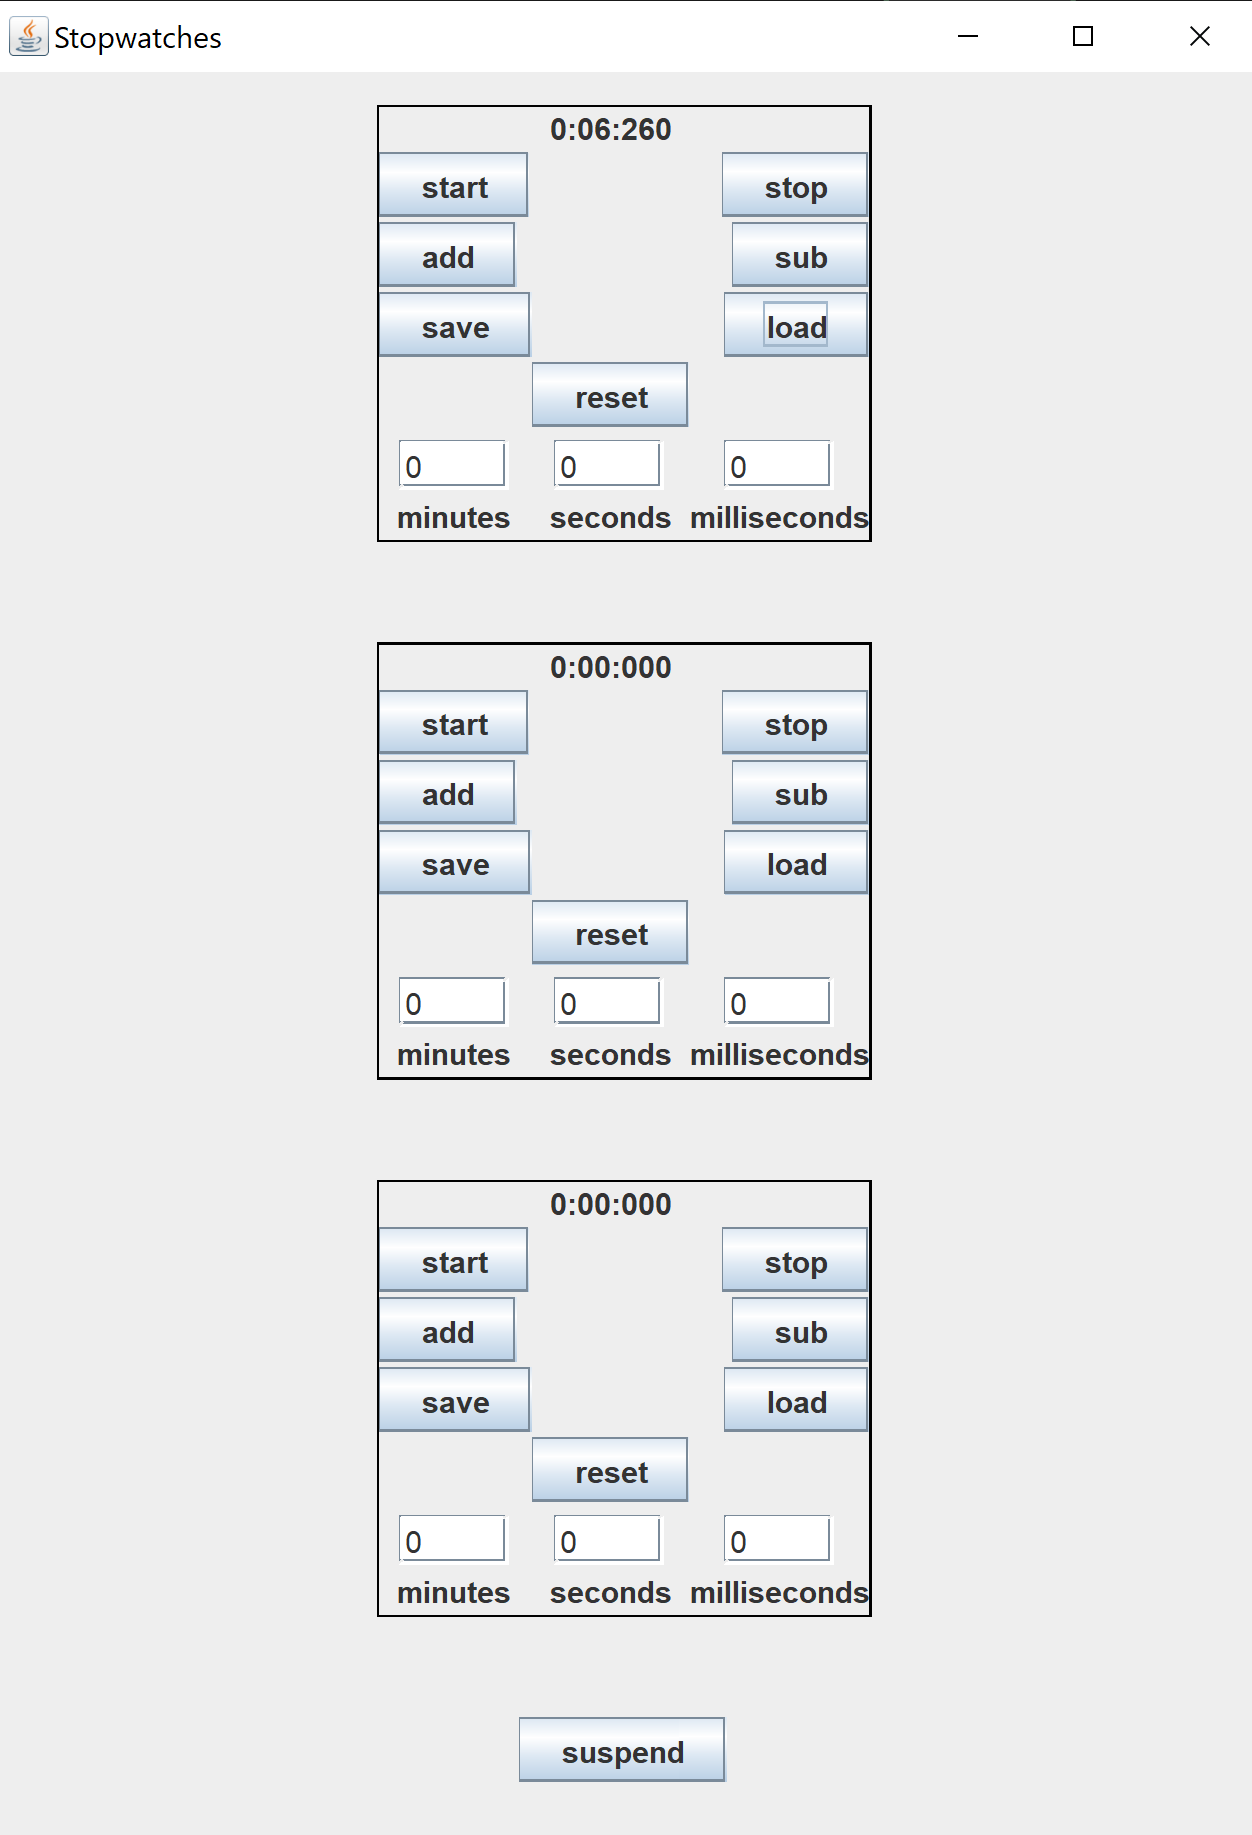 Stopwatches
0:06:260
start stop
add sub
save load
reset
0 0 0
minutes seconds milliseconds
0:00:000
start stop
add sub
save load
reset
0 0 0
minutes seconds milliseconds
0:00:000
start stop
add sub
save load
reset
0 0 0
minutes seconds milliseconds
suspend